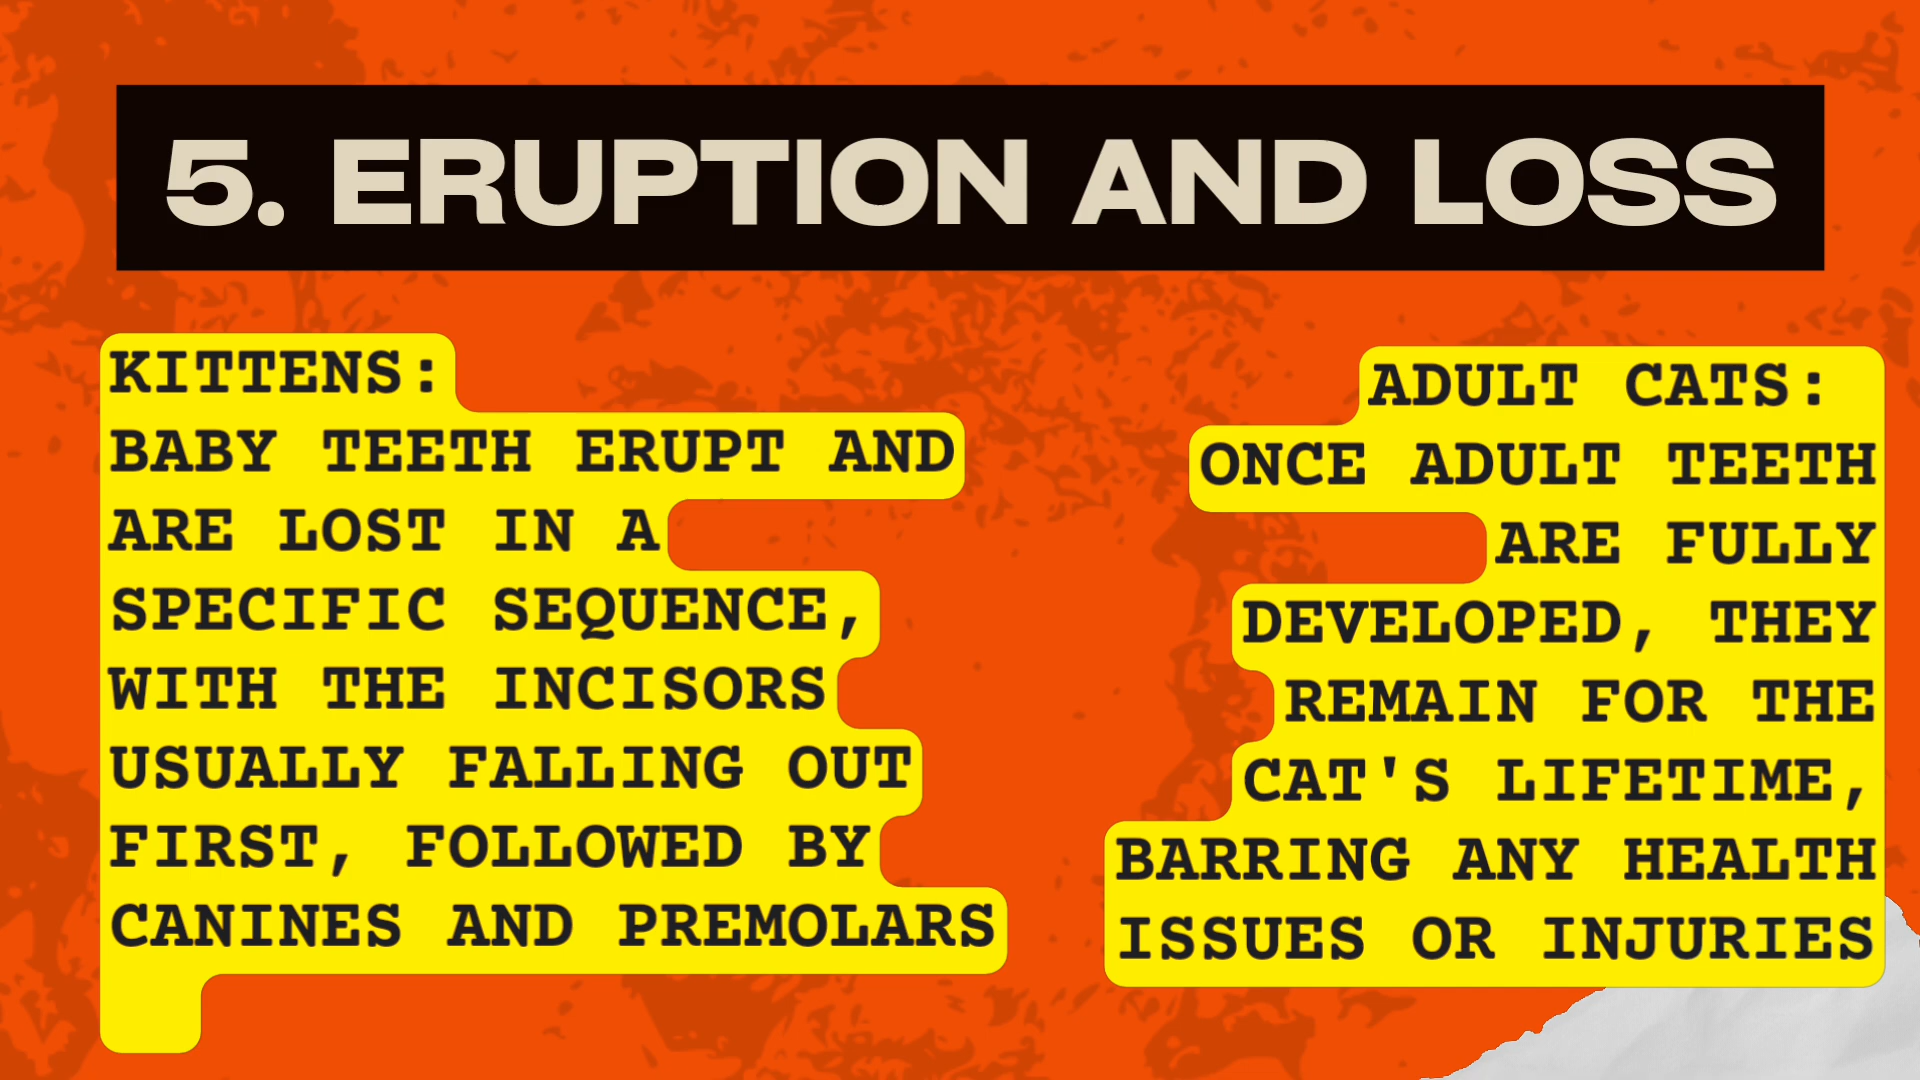 5. ERUPTION AND LOSS
KITTENS:
BABY TEETH ERUPT AND
ARE LOST IN A
SPECIFIC SEQUENCE,
WITH THE INCISORS
USUALLY FALLING OUT
FIRST, FOLLOWED BY
CANINES AND PREMOLARS
ADULT CATS:
ONCE ADULT TEETH
ARE FULLY
DEVELOPED, THEY
REMAIN FOR THE
CAT'S LIFETIME,
BARRING ANY HEALTH
ISSUES OR INJURIES